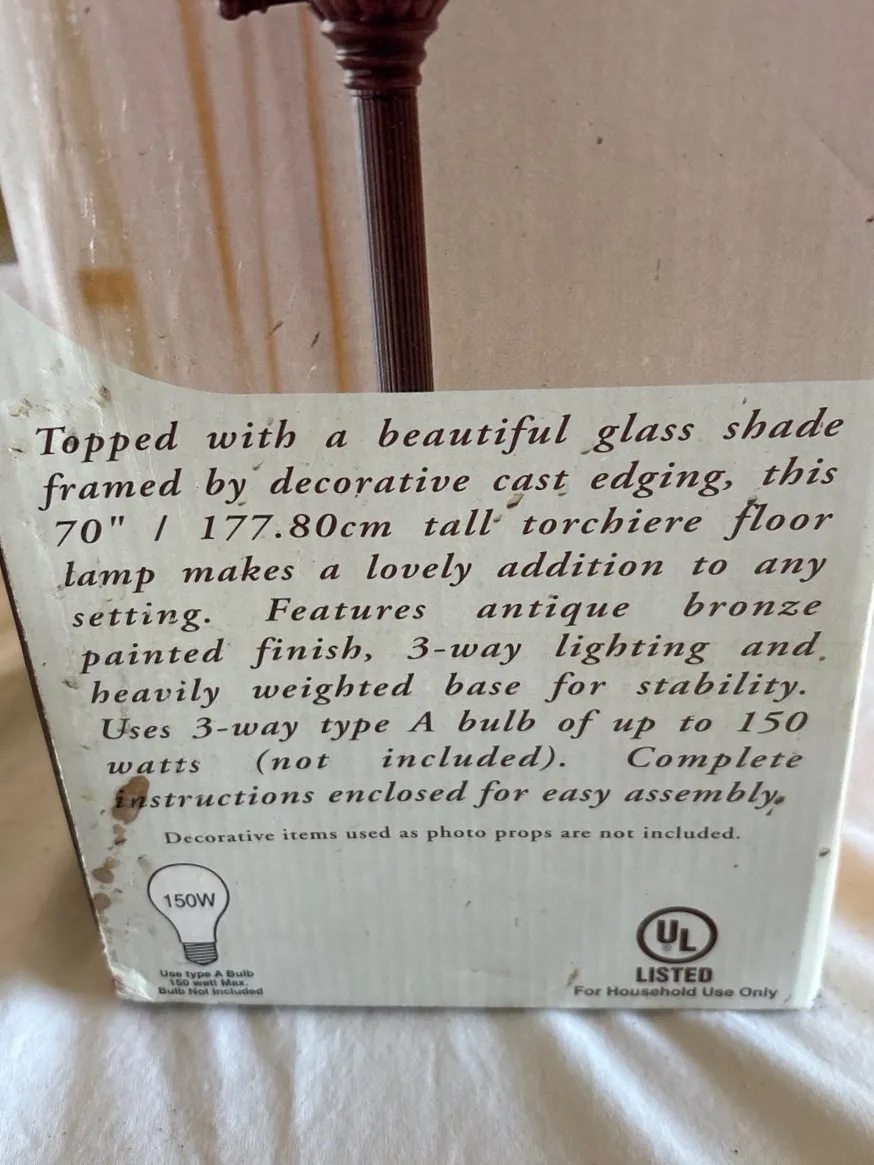 Topped with a beautiful glass shade
framed by decorative cast edging, this
70" / 177.80cm tall torchiere floor
lamp makes a lovely addition to any
setting. Features antique bronze
painted finish, 3-way lighting and
heavily weighted base for stability.
Uses 3-way type A bulb of up to 150
watts (not included). Complete
instructions enclosed for easy assembly.
Decorative items used as photo props are not included.
150W
Use type A Bulb
150 watt Max.
Bulb Not Included
UL
LISTED
For Household Use Only